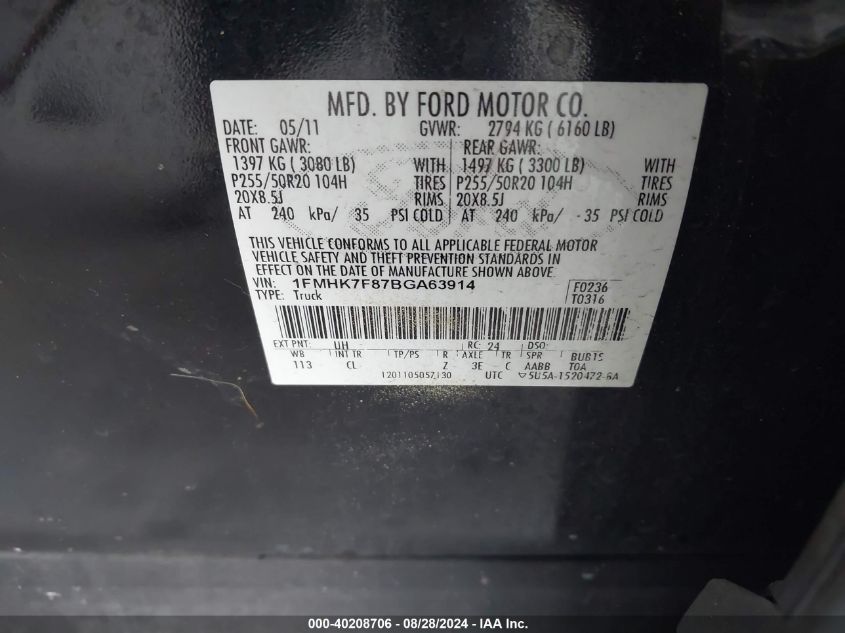 MFD. BY FORD MOTOR CO.
DATE: 05/11 GVWR: 2794 KG ( 6160 LB)
FRONT GAWR: REAR GAWR:
1397 KG ( 3080 LB) WITH 1497 KG ( 3300 LB) WITH
P255/50R20 104H TIRES P255/50R20 104H TIRES
20X8.5J RIMS 20X8.5J RIMS
AT 240 kPa/ 35 PSI COLD AT 240 kPa/ 35 PSI COLD
THIS VEHICLE CONFORMS TO ALL APPLICABLE FEDERAL MOTOR
VEHICLE SAFETY AND THEFT PREVENTION STANDARDS IN
EFFECT ON THE DATE OF MANUFACTURE SHOWN ABOVE.
VIN: 1FMHK7F87BGA63914 F0236
TYPE: Truck T0316
EXT PNT: UH RC: 24 DSO:
WB INT TR TP/PS R AXLE TR SPR
113 CL Z 3E C AABB
1201105057130 UTC
000-40208706 - 08/28/2024 - IAA Inc.